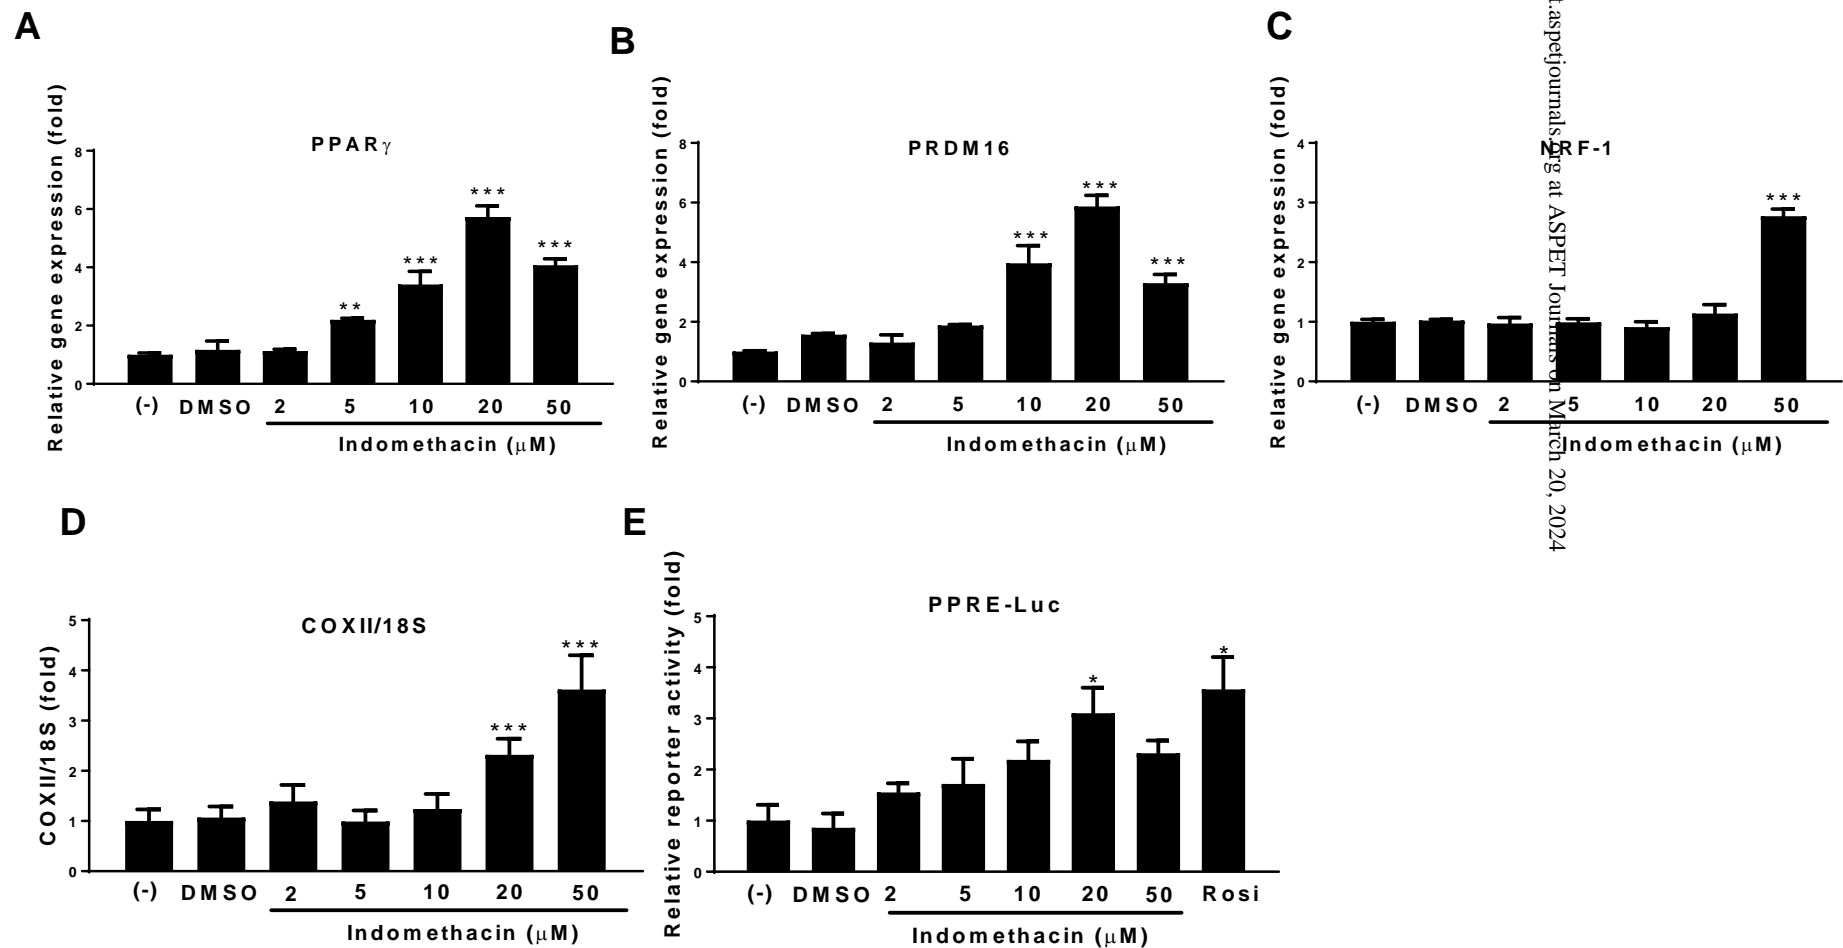 A
PPARγ
Relative gene expression (fold)
8
6
4
2
0
**
***
***
***
(-) DMSO 2 5 10 20 50
Indomethacin (μM)
B
PRDM16
Relative gene expression (fold)
8
6
4
2
0
***
***
***
(-) DMSO 2 5 10 20 50
Indomethacin (μM)
C
NRF-1
Relative gene expression (fold)
4
3
2
1
0
***
(-) DMSO 2 5 10 20 50
Indomethacin (μM)
t.aspetjournals.org at ASPET Journals on March 20, 2024
D
COXII/18S
COXII/18S (fold)
5
4
3
2
1
0
***
***
(-) DMSO 2 5 10 20 50
Indomethacin (μM)
E
PPRE-Luc
Relative reporter activity (fold)
5
4
3
2
1
0
*
*
(-) DMSO 2 5 10 20 50 Rosi
Indomethacin (μM)